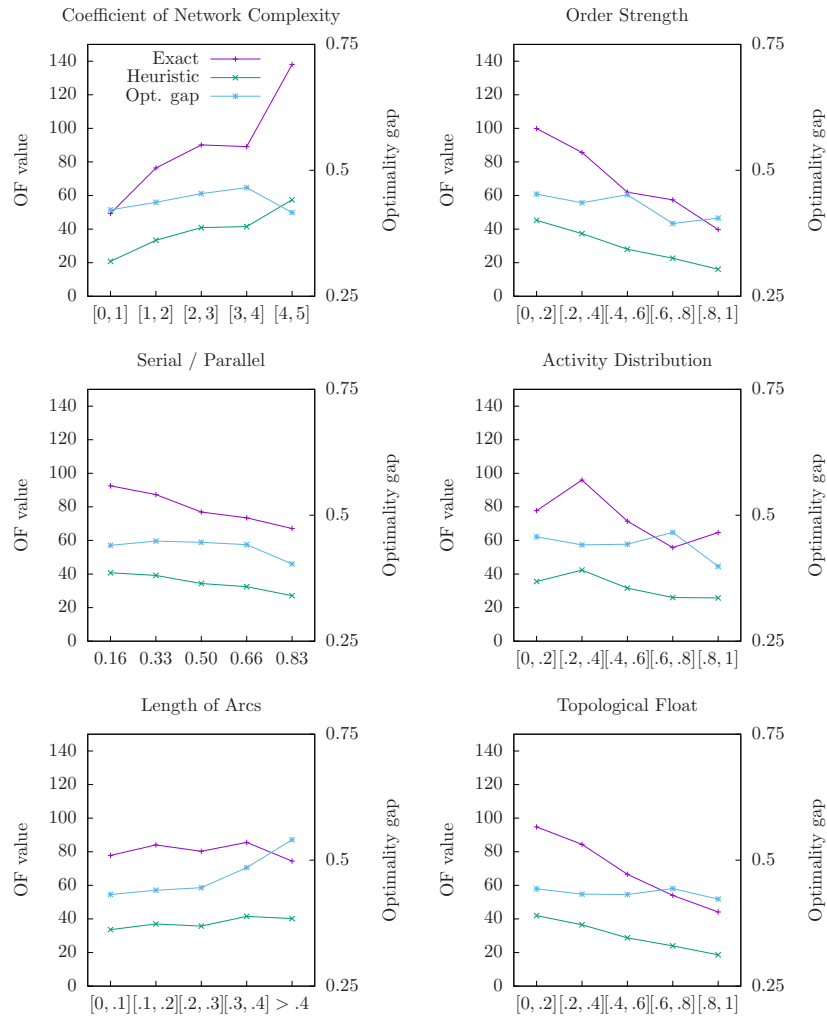 Coefficient of Network Complexity
Exact
Heuristic
Opt. gap
OF value
Optimality gap
140
120
100
80
60
40
20
0
0.75
0.5
0.25
[0, 1] [1, 2] [2, 3] [3, 4] [4, 5]
Order Strength
OF value
Optimality gap
140
120
100
80
60
40
20
0
0.75
0.5
0.25
[0, .2] [.2, .4] [.4, .6] [.6, .8] [.8, 1]
Serial / Parallel
OF value
Optimality gap
140
120
100
80
60
40
20
0
0.75
0.5
0.25
0.16 0.33 0.50 0.66 0.83
Activity Distribution
OF value
Optimality gap
140
120
100
80
60
40
20
0
0.75
0.5
0.25
[0, .2] [.2, .4] [.4, .6] [.6, .8] [.8, 1]
Length of Arcs
OF value
Optimality gap
140
120
100
80
60
40
20
0
0.75
0.5
0.25
[0, .1] [.1, .2] [.2, .3] [.3, .4] > .4
Topological Float
OF value
Optimality gap
140
120
100
80
60
40
20
0
0.75
0.5
0.25
[0, .2] [.2, .4] [.4, .6] [.6, .8] [.8, 1]